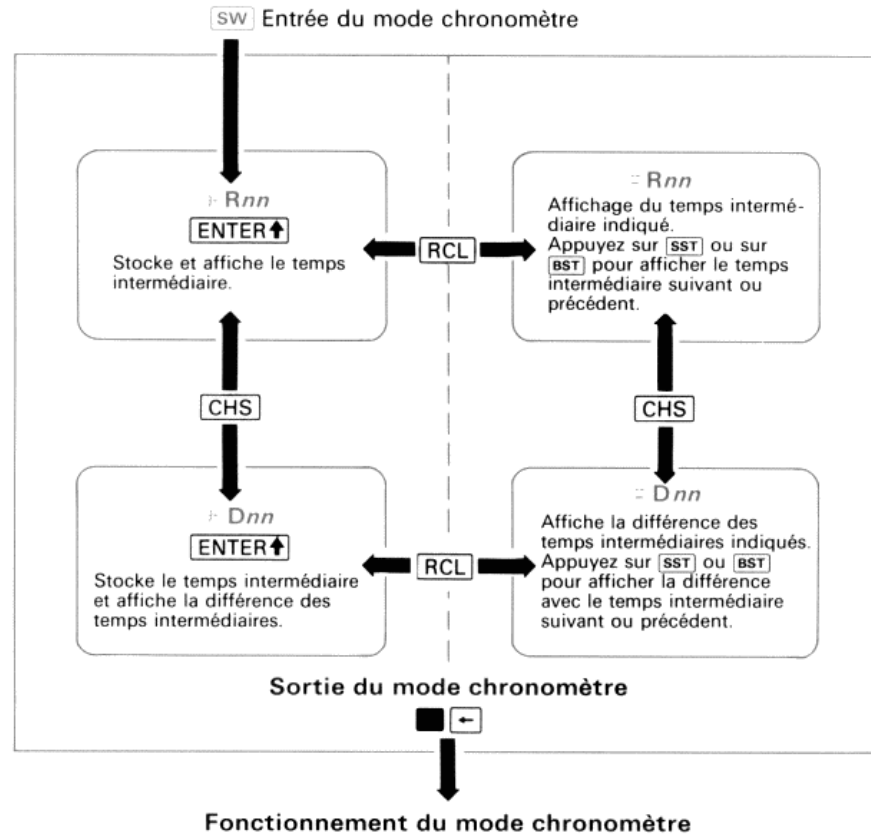 SW Entrée du mode chronomètre
Rnn
ENTER↑
Stocke et affiche le temps
intermédiaire.
RCL
= Rnn
Affichage du temps intermé-
diaire indiqué.
Appuyez sur SST ou sur
BST pour afficher le temps
intermédiaire suivant ou
précédent.
CHS
CHS
Dnn
ENTER↑
Stocke le temps intermédiaire
et affiche la différence des
temps intermédiaires.
RCL
= Dnn
Affiche la différence des
temps intermédiaires indiqués.
Appuyez sur SST ou BST
pour afficher la différence
avec le temps intermédiaire
suivant ou précédent.
Sortie du mode chronomètre
←
Fonctionnement du mode chronomètre